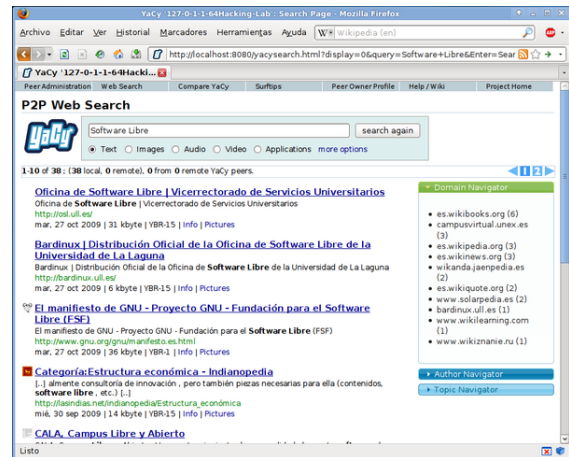 YaCy '127-0-1-1-64Hacking-Lab : Search Page - Mozilla Firefox
Archivo Editar Ver Historial Marcadores Herramientas Ayuda W Wikipedia (en)
http://localhost:8080/yacysearch.html?display=0&query=Software+Libre&Enter=Sear
YaCy '127-0-1-1-64Hacki...
Peer Administration Web Search Compare YaCy Surftips Peer Owner Profile Help / Wiki Project Home
P2P Web Search
YaCy
Software Libre search again
Text Images Audio Video Applications more options
1-10 of 38 ; (38 local, 0 remote), 0 from 0 remote YaCy peers.
1 2
Oficina de Software Libre | Vicerrectorado de Servicios Universitarios
Oficina de Software Libre | Vicerrectorado de Servicios Universitarios
http://osl.ull.es/
mar, 27 oct 2009 | 31 kbyte | YBR-15 | Info | Pictures
Bardinux | Distribución Oficial de la Oficina de Software Libre de la
Universidad de La Laguna
Bardinux | Distribución Oficial de la Oficina de Software Libre de la Universidad de La Laguna
http://bardinux.ull.es/
mar, 27 oct 2009 | 6 kbyte | YBR-15 | Info | Pictures
El manifiesto de GNU - Proyecto GNU - Fundación para el Software
Libre (FSF)
El manifiesto de GNU - Proyecto GNU - Fundación para el Software Libre (FSF)
http://www.gnu.org/gnu/manifesto.es.html
mar, 27 oct 2009 | 36 kbyte | YBR-1 | Info | Pictures
Categoría:Estructura económica - Indianopedia
[..] almente consultoría de innovación , pero también piezas necesarias para ella (contenidos,
software libre , etc.) [..]
http://lasindias.net/indianopedia/Estructura_económica
mié, 30 sep 2009 | 14 kbyte | YBR-15 | Info | Pictures
CALA, Campus Libre y Abierto
Domain Navigator
es.wikibooks.org (6)
campusvirtual.unex.es
(3)
es.wikipedia.org (3)
es.wikinews.org (3)
wikanda.jaenpedia.es
(2)
es.wikiquote.org (2)
www.solarpedia.es (2)
bardinux.ull.es (1)
www.wikilearning.com
(1)
www.wikiznanie.ru (1)
Author Navigator
Topic Navigator
Listo